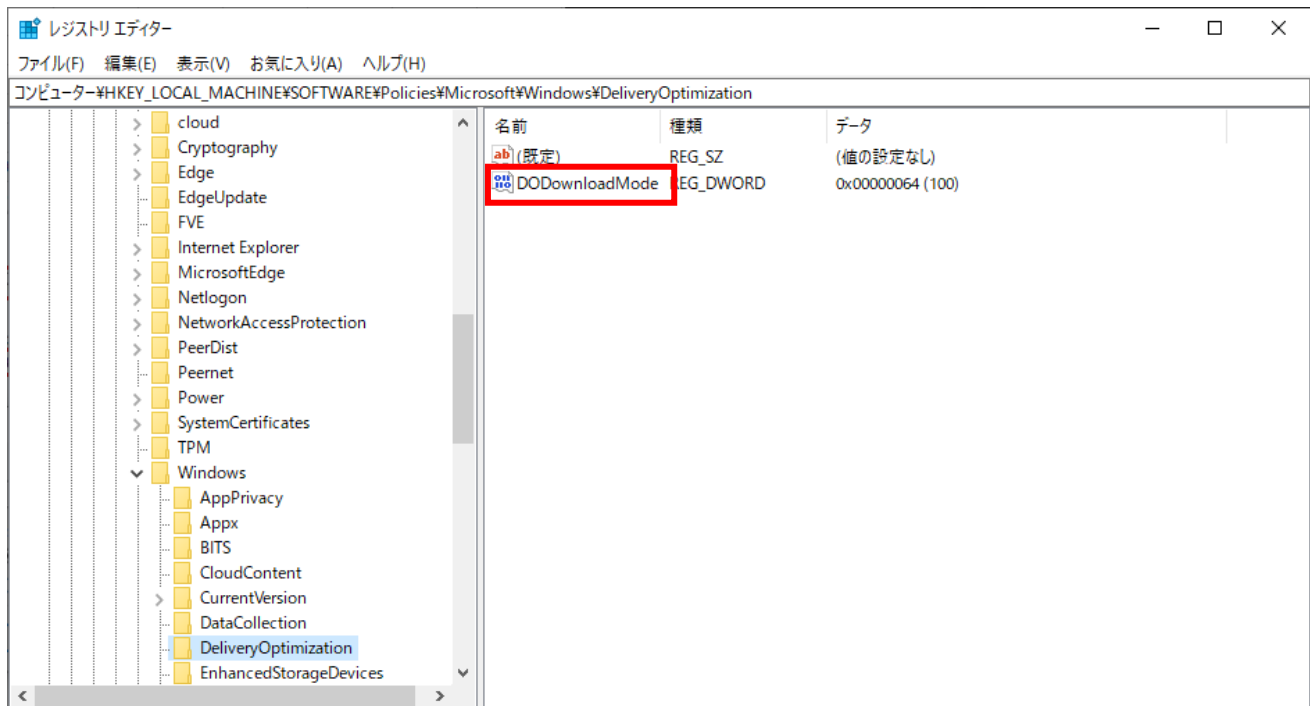 レジストリ エディター
ファイル(F) 編集(E) 表示(V) お気に入り(A) ヘルプ(H)
コンピューター¥HKEY_LOCAL_MACHINE¥SOFTWARE¥Policies¥Microsoft¥Windows¥DeliveryOptimization
cloud
Cryptography
Edge
EdgeUpdate
FVE
Internet Explorer
MicrosoftEdge
Netlogon
NetworkAccessProtection
PeerDist
Peernet
Power
SystemCertificates
TPM
Windows
AppPrivacy
Appx
BITS
CloudContent
CurrentVersion
DataCollection
DeliveryOptimization
EnhancedStorageDevices
名前 種類 データ
(既定) REG_SZ (値の設定なし)
DODownloadMode REG_DWORD 0x00000064 (100)